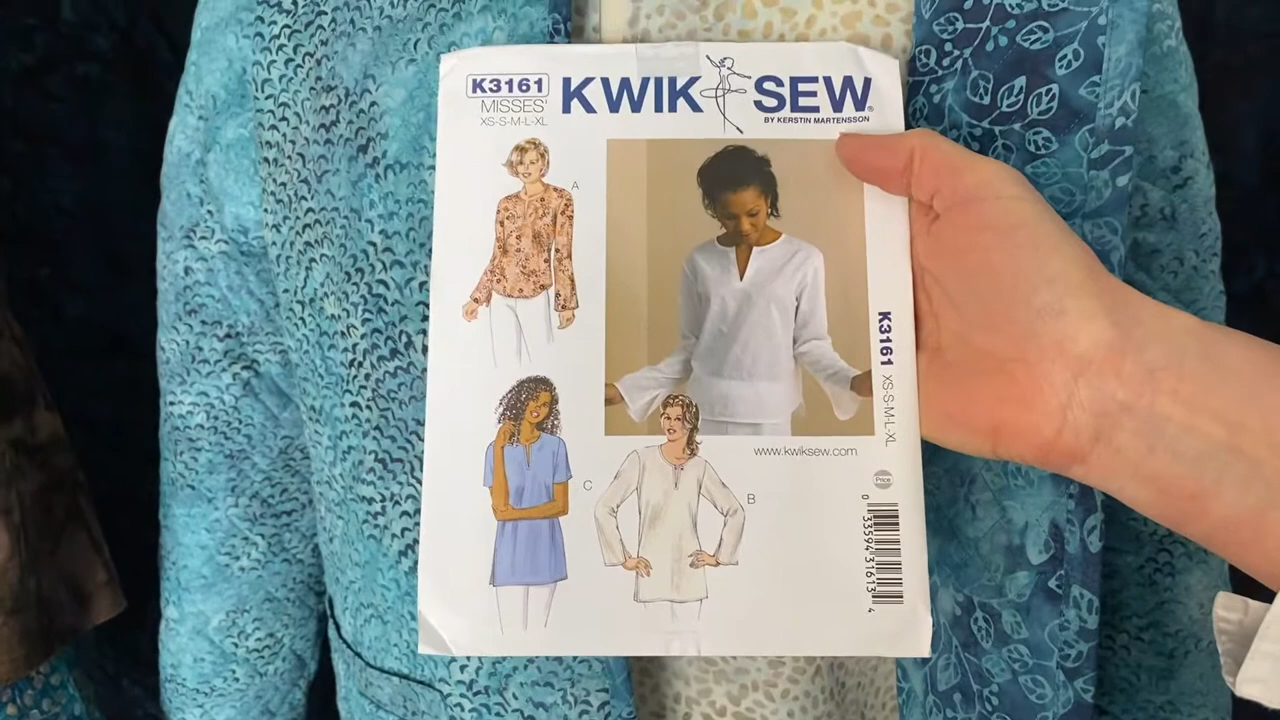 K3161
MISSES'
XS-S-M-L-XL
KWIK SEW®
BY KERSTIN MARTENSSON
A
K3161 XS-S-M-L-XL
www.kwiksew.com
C
B
Price
0 33594 31613 4